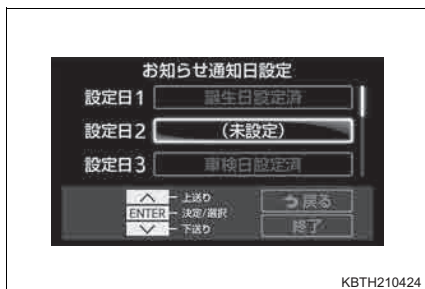 お知らせ通知日設定
設定日1 誕生日設定済
設定日2 (未設定)
設定日3 車検日設定済
上送り
ENTER 決定/選択
下送り
戻る
終了
KBTH210424